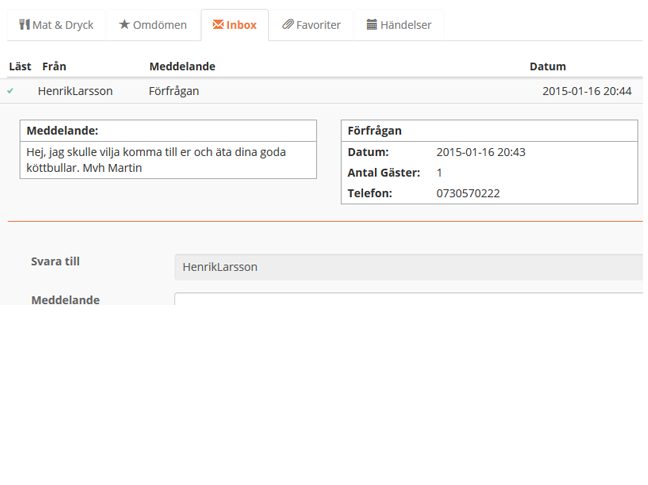 Mat & Dryck Omdömen Inbox Favoriter Händelser
Läst Från Meddelande Datum
HenrikLarsson Förfrågan 2015-01-16 20:44
Meddelande:
Hej, jag skulle vilja komma till er och äta dina goda
köttbullar. Mvh Martin
Förfrågan
Datum: 2015-01-16 20:43
Antal Gäster: 1
Telefon: 0730570222
Svara till HenrikLarsson
Meddelande